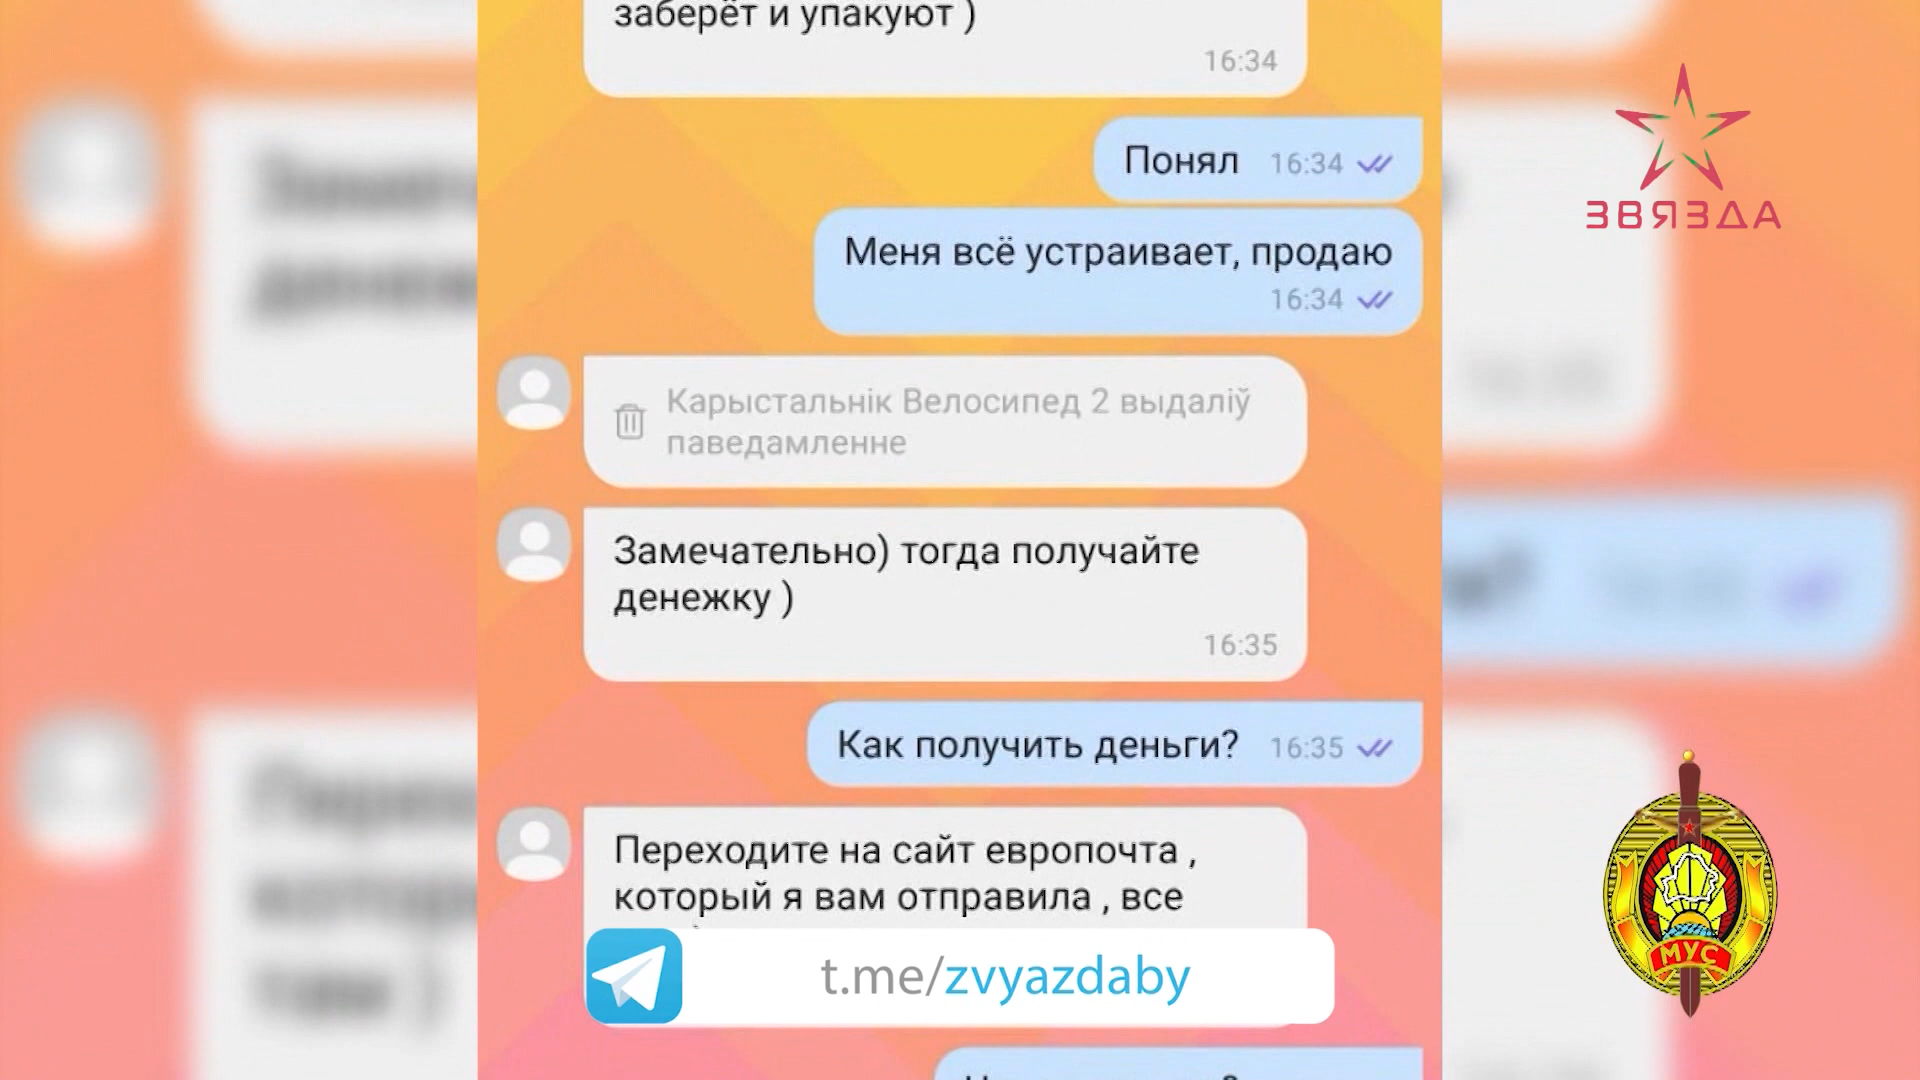 заберёт и упакуют )
16:34
Понял 16:34
Меня всё устраивает, продаю
16:34
Карыстальнік Велосипед 2 выдаліў
паведамленне
Замечательно) тогда получайте
денежку )
16:35
Как получить деньги? 16:35
Переходите на сайт европочта ,
который я вам отправила , все
t.me/zvyazdaby
ЗВЯЗДА
МУС